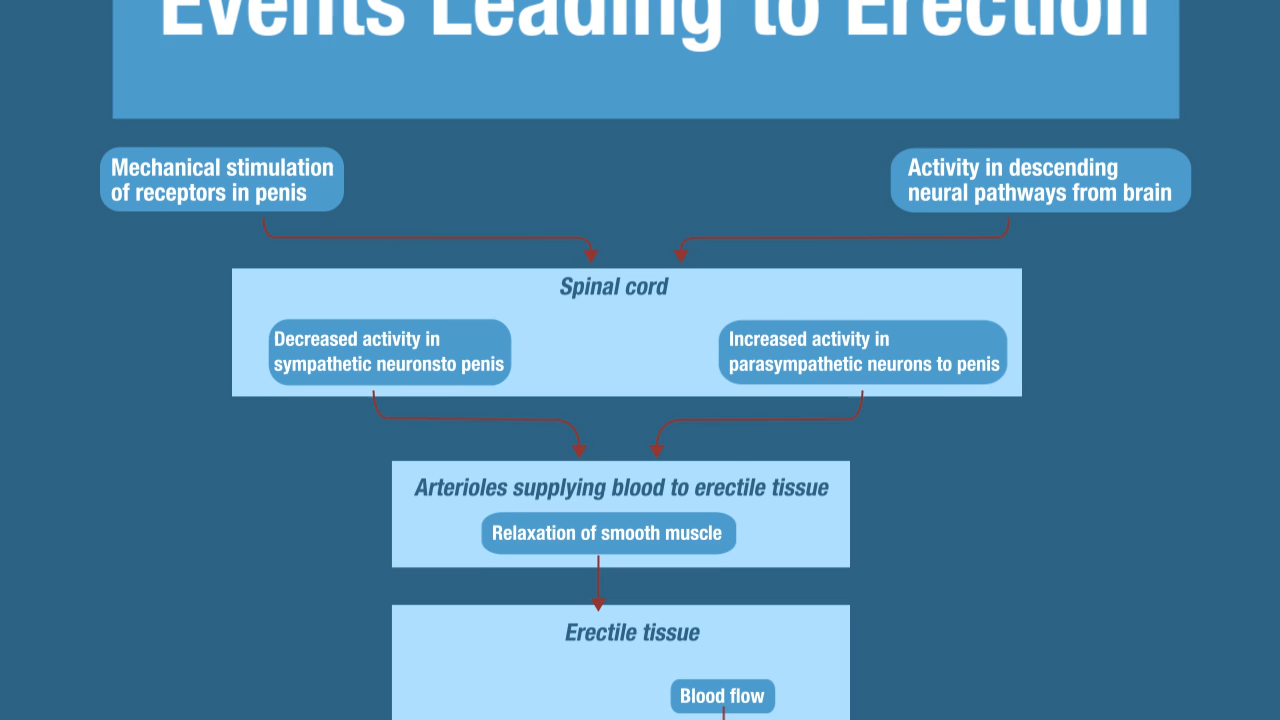 Events Leading to Erection
Mechanical stimulation
of receptors in penis
Activity in descending
neural pathways from brain
Spinal cord
Decreased activity in
sympathetic neuronsto penis
Increased activity in
parasympathetic neurons to penis
Arterioles supplying blood to erectile tissue
Relaxation of smooth muscle
Erectile tissue
Blood flow